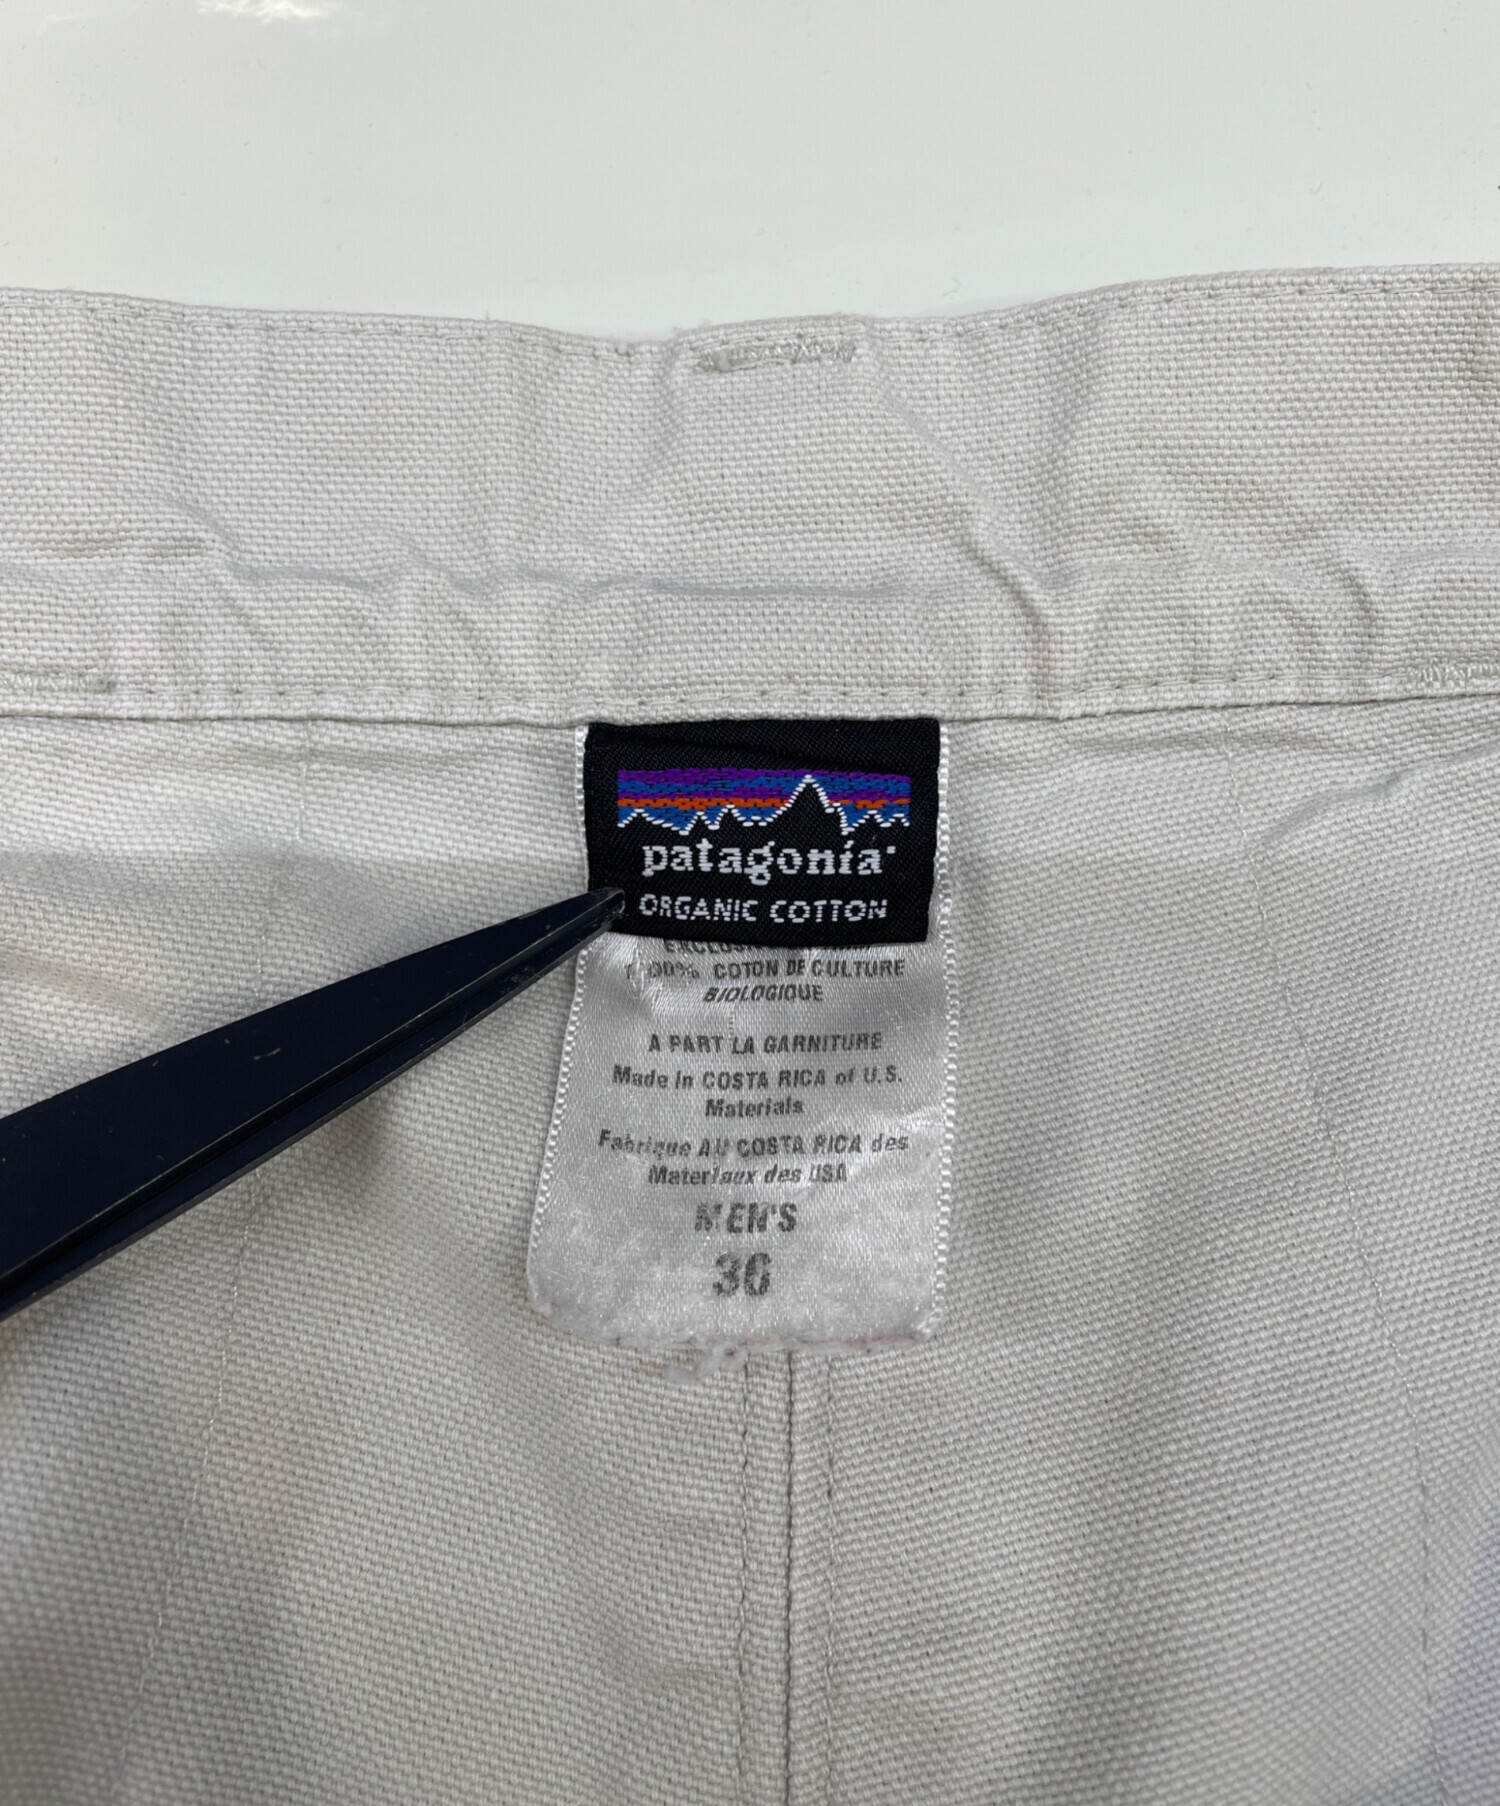 patagonia
ORGANIC COTTON
100% COTON DE CULTURE
BIOLOGIQUE
A PART LA GARNITURE
Made in COSTA RICA of U.S.
Materials
Fabrique AU COSTA RICA des
Materiaux des USA
MEN'S
36